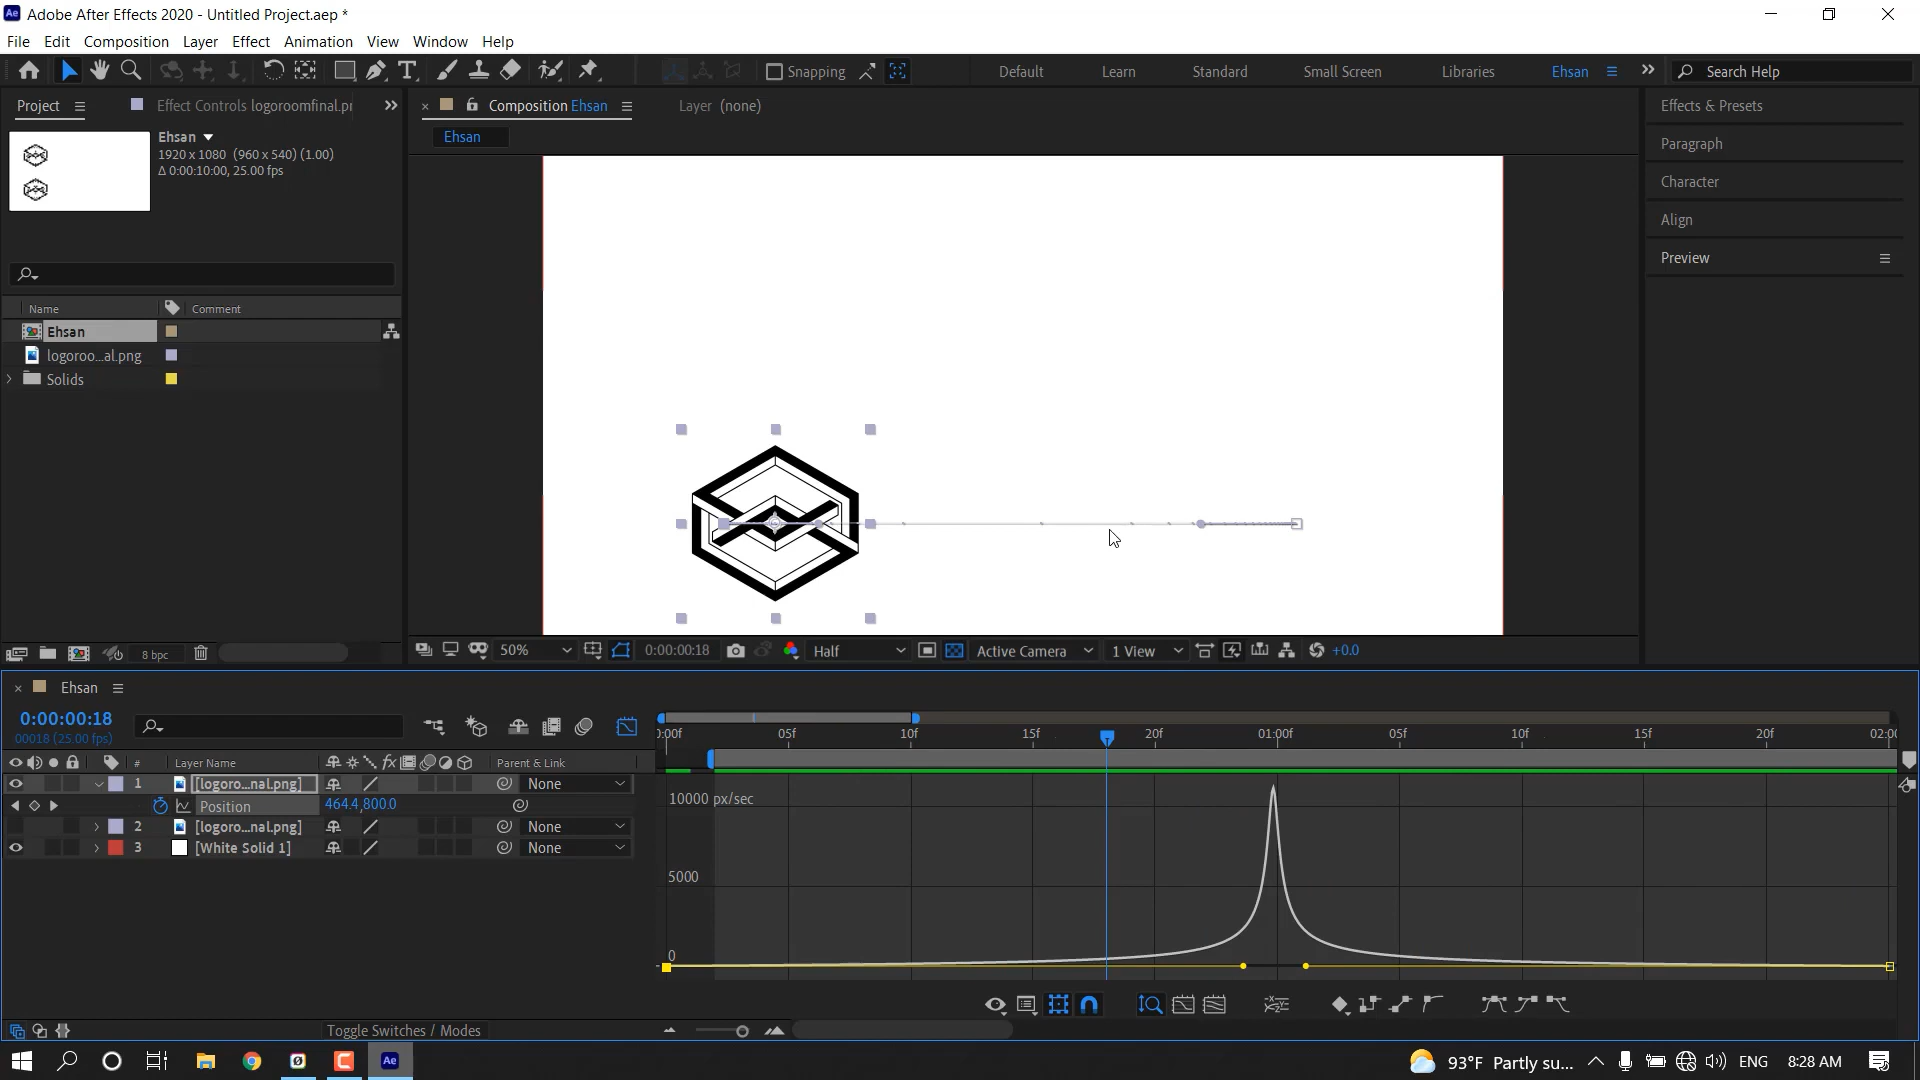 Adobe After Effects 2020 - Untitled Project.aep *
File Edit Composition Layer Effect Animation View Window Help
Snapping Default Learn Standard Small Screen Libraries Ehsan Search Help
Project Effect Controls logoroomfinal.pr
Composition Ehsan
Layer (none)
Effects & Presets
Ehsan
Ehsan
1920 x 1080 (960 x 540) (1.00)
Δ 0:00:10:00, 25.00 fps
Paragraph
Character
Align
Preview
Name Comment
Ehsan
logoroo...al.png
Solids
8 bpc
50% 0:00:00:18 Half Active Camera 1 View +0.0
Ehsan
0:00:00:18
00018 (25.00 fps)
:00f 05f 10f 15f 20f 01:00f 05f 10f 15f 02:00
# Layer Name Parent & Link
1 [logoro...nal.png] None
Position 464.4,800.0
2 [logoro...nal.png] None
3 [White Solid 1] None
10000 px/sec
5000
0
Toggle Switches / Modes
Ae 93°F Partly su... ENG 8:28 AM